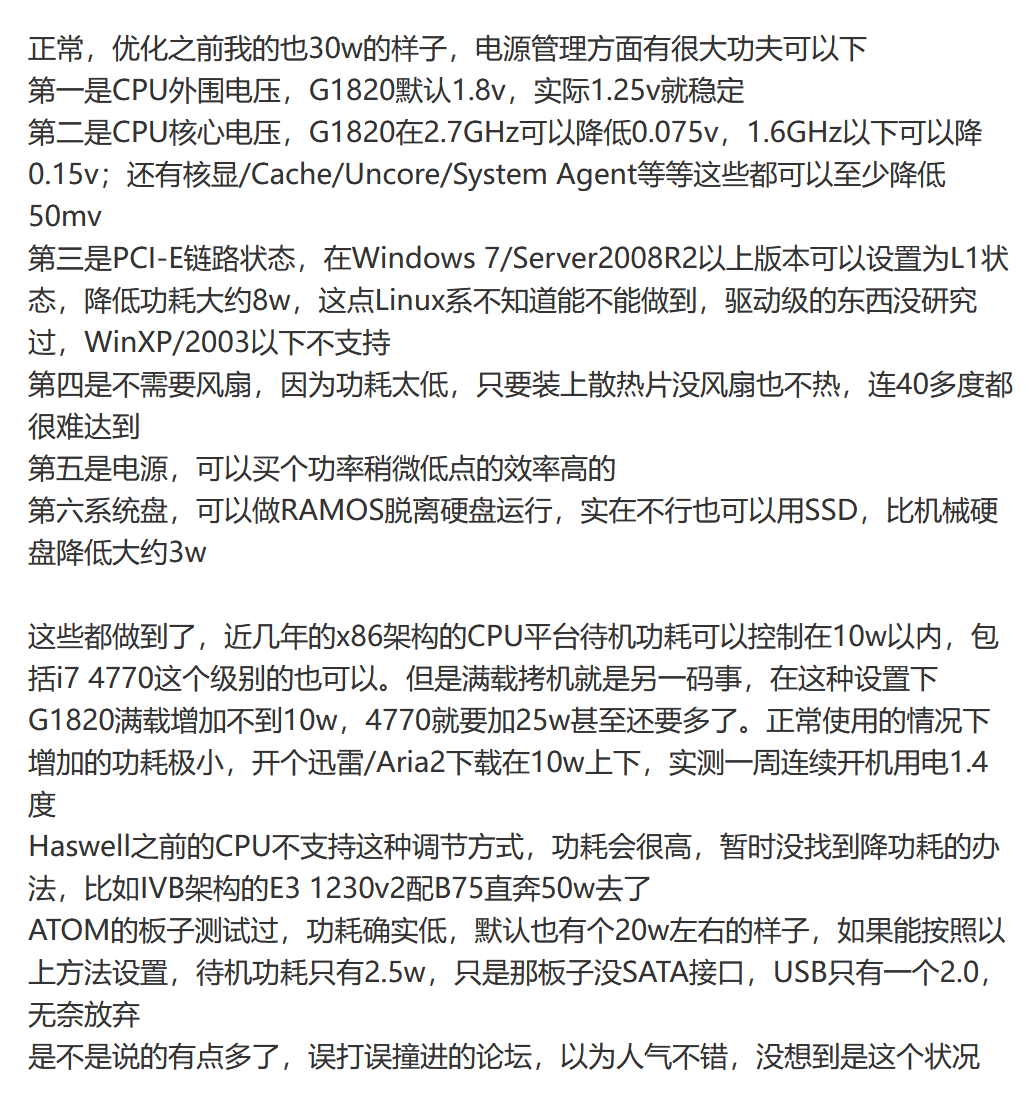 正常，优化之前我的也30w的样子，电源管理方面有很大功夫可以下
第一是CPU外围电压，G1820默认1.8v，实际1.25v就稳定
第二是CPU核心电压，G1820在2.7GHz可以降低0.075v，1.6GHz以下可以降
0.15v；还有核显/Cache/Uncore/System Agent等等这些都可以至少降低
50mv
第三是PCI-E链路状态，在Windows 7/Server2008R2以上版本可以设置为L1状
态，降低功耗大约8w，这点Linux系不知道能不能做到，驱动级的东西没研究
过，WinXP/2003以下不支持
第四是不需要风扇，因为功耗太低，只要装上散热片没风扇也不热，连40多度都
很难达到
第五是电源，可以买个功率稍微低点的效率高的
第六系统盘，可以做RAMOS脱离硬盘运行，实在不行也可以用SSD，比机械硬
盘降低大约3w
这些都做到了，近几年的x86架构的CPU平台待机功耗可以控制在10w以内，包
括i7 4770这个级别的也可以。但是满载拷机就是另一码事，在这种设置下
G1820满载增加不到10w，4770就要加25w甚至还要多了。正常使用的情况下
增加的功耗极小，开个迅雷/Aria2下载在10w上下，实测一周连续开机用电1.4
度
Haswell之前的CPU不支持这种调节方式，功耗会很高，暂时没找到降功耗的办
法，比如IVB架构的E3 1230v2配B75直奔50w去了
ATOM的板子测试过，功耗确实低，默认也有个20w左右的样子，如果能按照以
上方法设置，待机功耗只有2.5w，只是那板子没SATA接口，USB只有一个2.0，
无奈放弃
是不是说的有点多了，误打误撞进的论坛，以为人气不错，没想到是这个状况